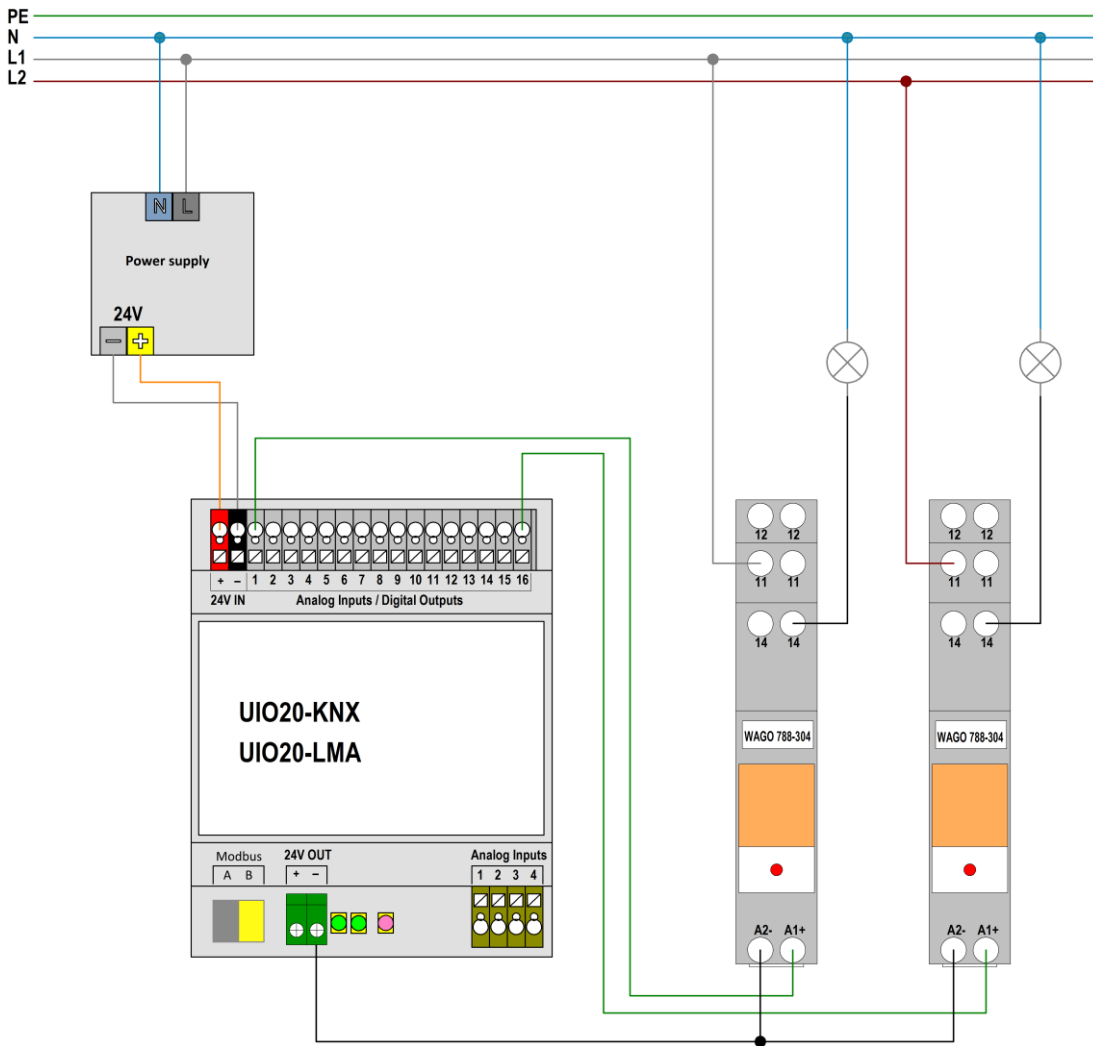 PE
N
L1
L2
N L
Power supply
24V
− +
+ − 1 2 3 4 5 6 7 8 9 10 11 12 13 14 15 16
24V IN Analog Inputs / Digital Outputs
12 12 12 12
11 11 11 11
14 14 14 14
UIO20-KNX
UIO20-LMA
WAGO 788-304 WAGO 788-304
Modbus 24V OUT Analog Inputs
A B + − 1 2 3 4
A2- A1+ A2- A1+